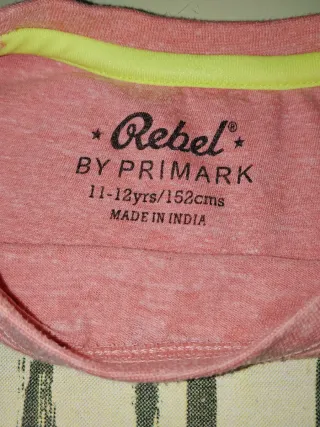 ★ Rebel® ★
BY PRIMARK
11-12yrs/152cms
MADE IN INDIA